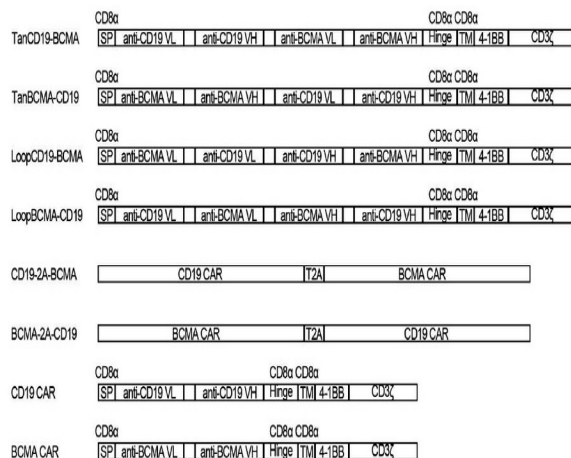 CD8α CD8α CD8α
TanCD19-BCMA SP anti-CD19 VL anti-CD19 VH anti-BCMA VL anti-BCMA VH Hinge TM 4-1BB CD3ζ
CD8α CD8α CD8α
TanBCMA-CD19 SP anti-BCMA VL anti-BCMA VH anti-CD19 VL anti-CD19 VH Hinge TM 4-1BB CD3ζ
CD8α CD8α CD8α
LoopCD19-BCMA SP anti-BCMA VL anti-CD19 VL anti-CD19 VH anti-BCMA VH Hinge TM 4-1BB CD3ζ
CD8α CD8α CD8α
LoopBCMA-CD19 SP anti-CD19 VL anti-BCMA VL anti-BCMA VH anti-CD19 VH Hinge TM 4-1BB CD3ζ
CD19-2A-BCMA CD19 CAR T2A BCMA CAR
BCMA-2A-CD19 BCMA CAR T2A CD19 CAR
CD8α CD8α CD8α
CD19 CAR SP anti-CD19 VL anti-CD19 VH Hinge TM 4-1BB CD3ζ
CD8α CD8α CD8α
BCMA CAR SP anti-BCMA VL anti-BCMA VH Hinge TM 4-1BB CD3ζ